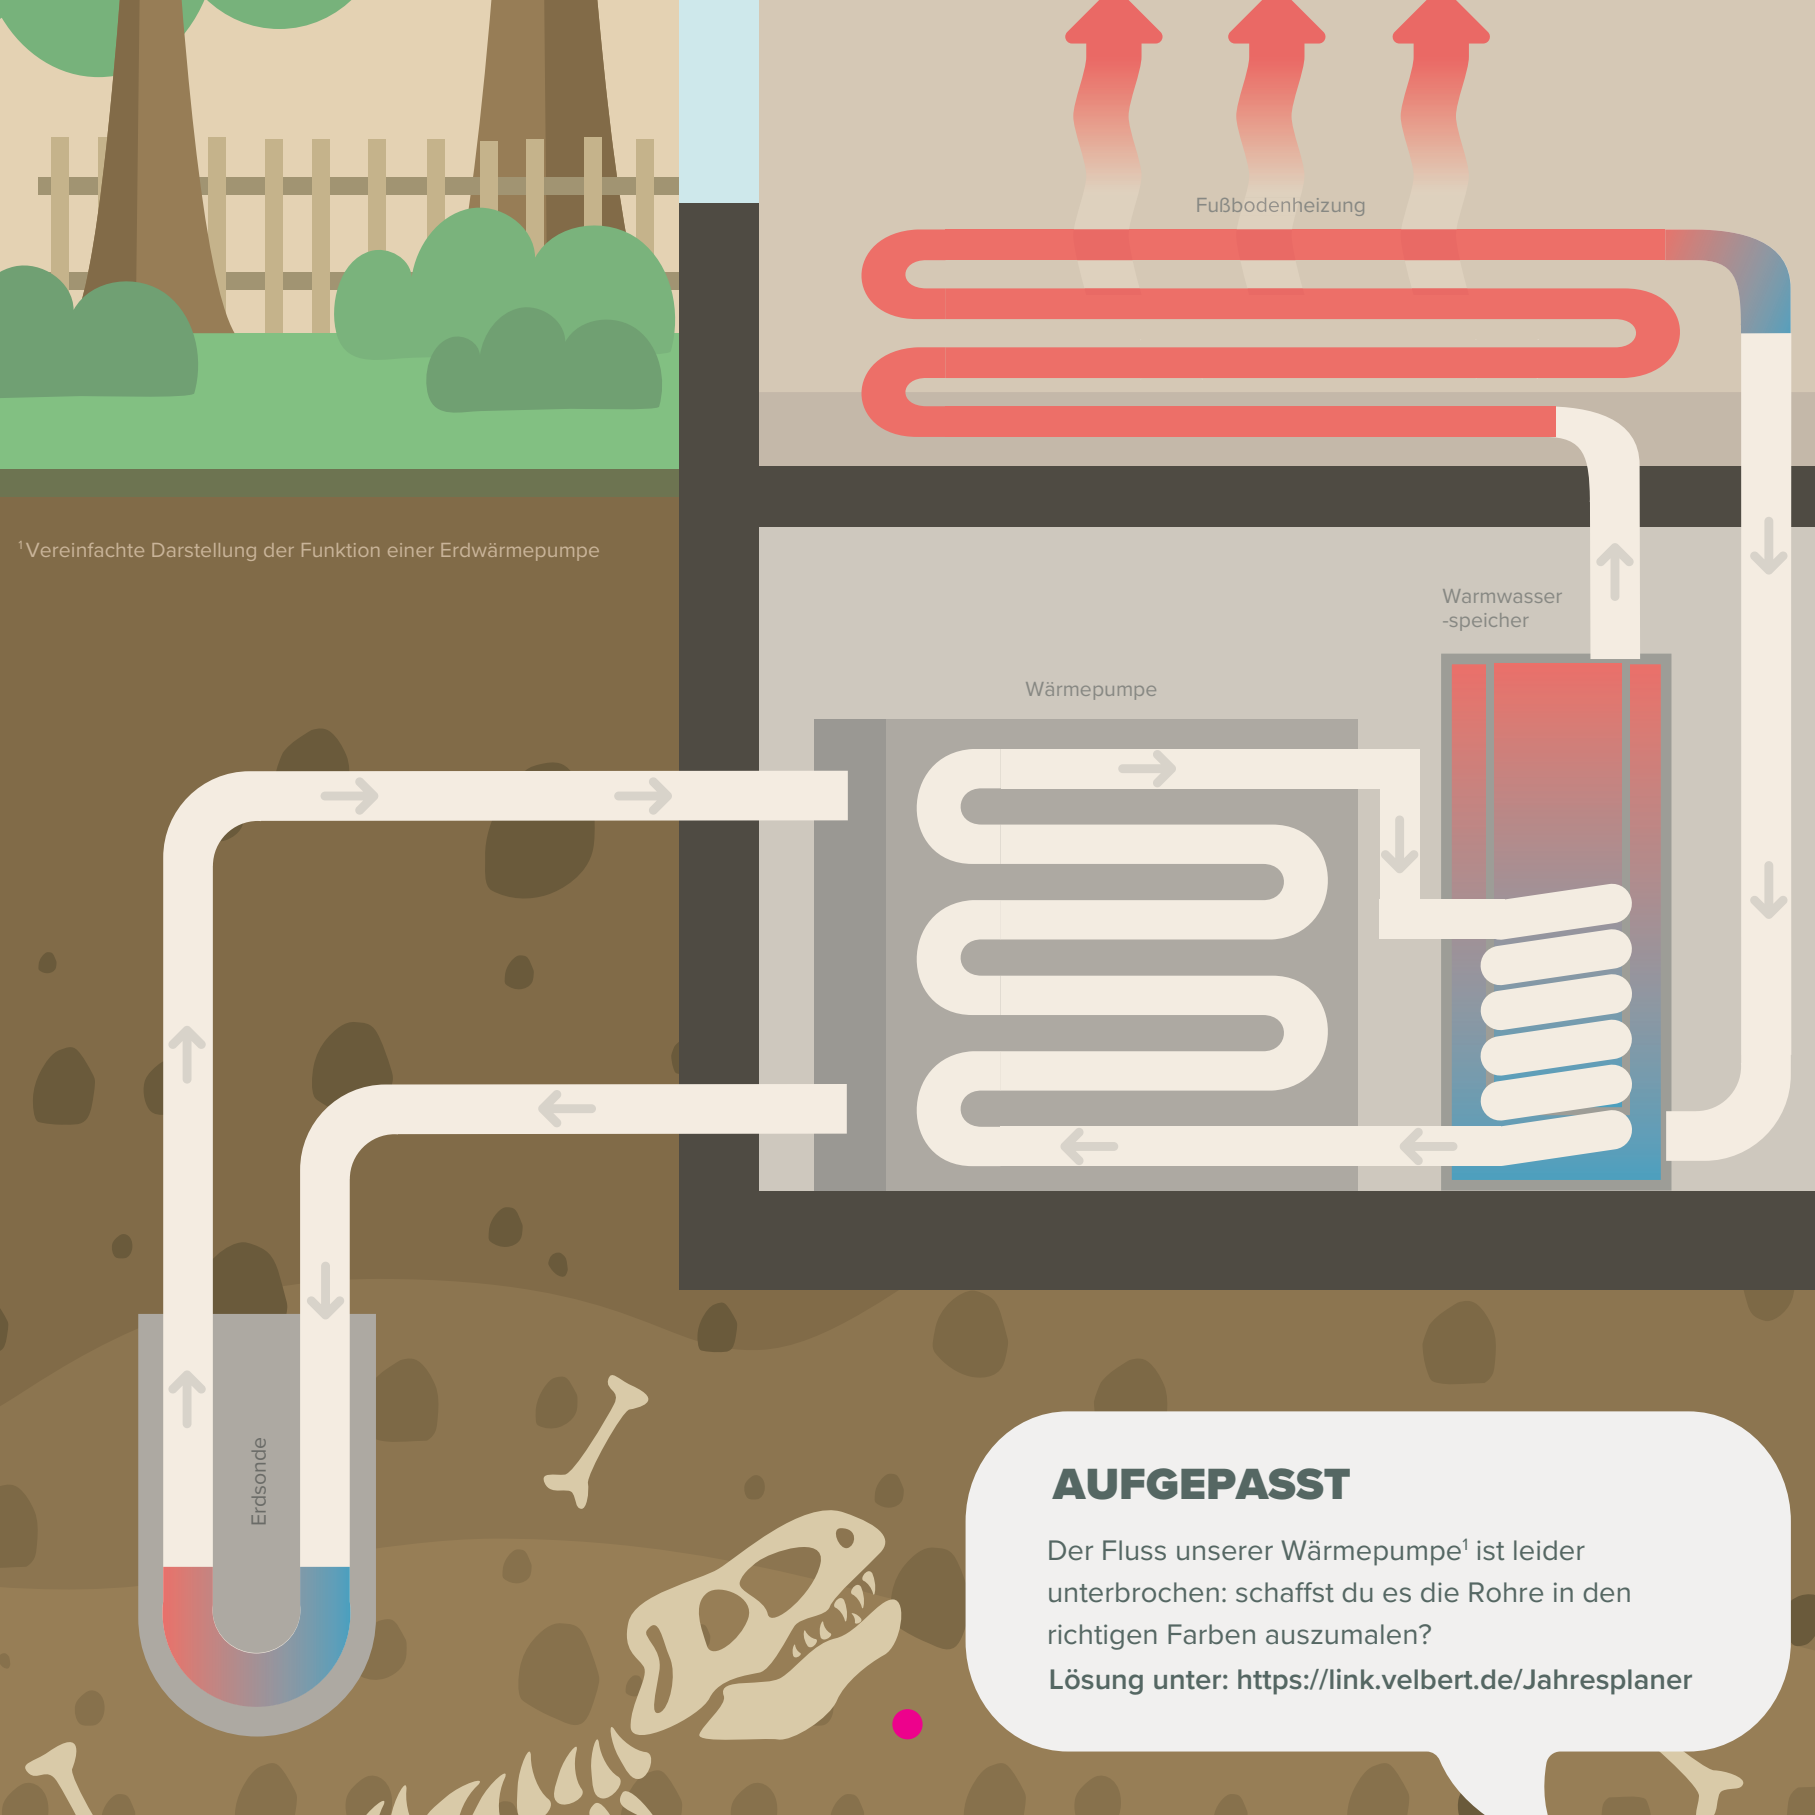 Fußbodenheizung
¹Vereinfachte Darstellung der Funktion einer Erdwärmepumpe
Warmwasser
-speicher
Wärmepumpe
Erdsonde
AUFGEPASST
Der Fluss unserer Wärmepumpe¹ ist leider
unterbrochen: schaffst du es die Rohre in den
richtigen Farben auszumalen?
Lösung unter: https://link.velbert.de/Jahresplaner